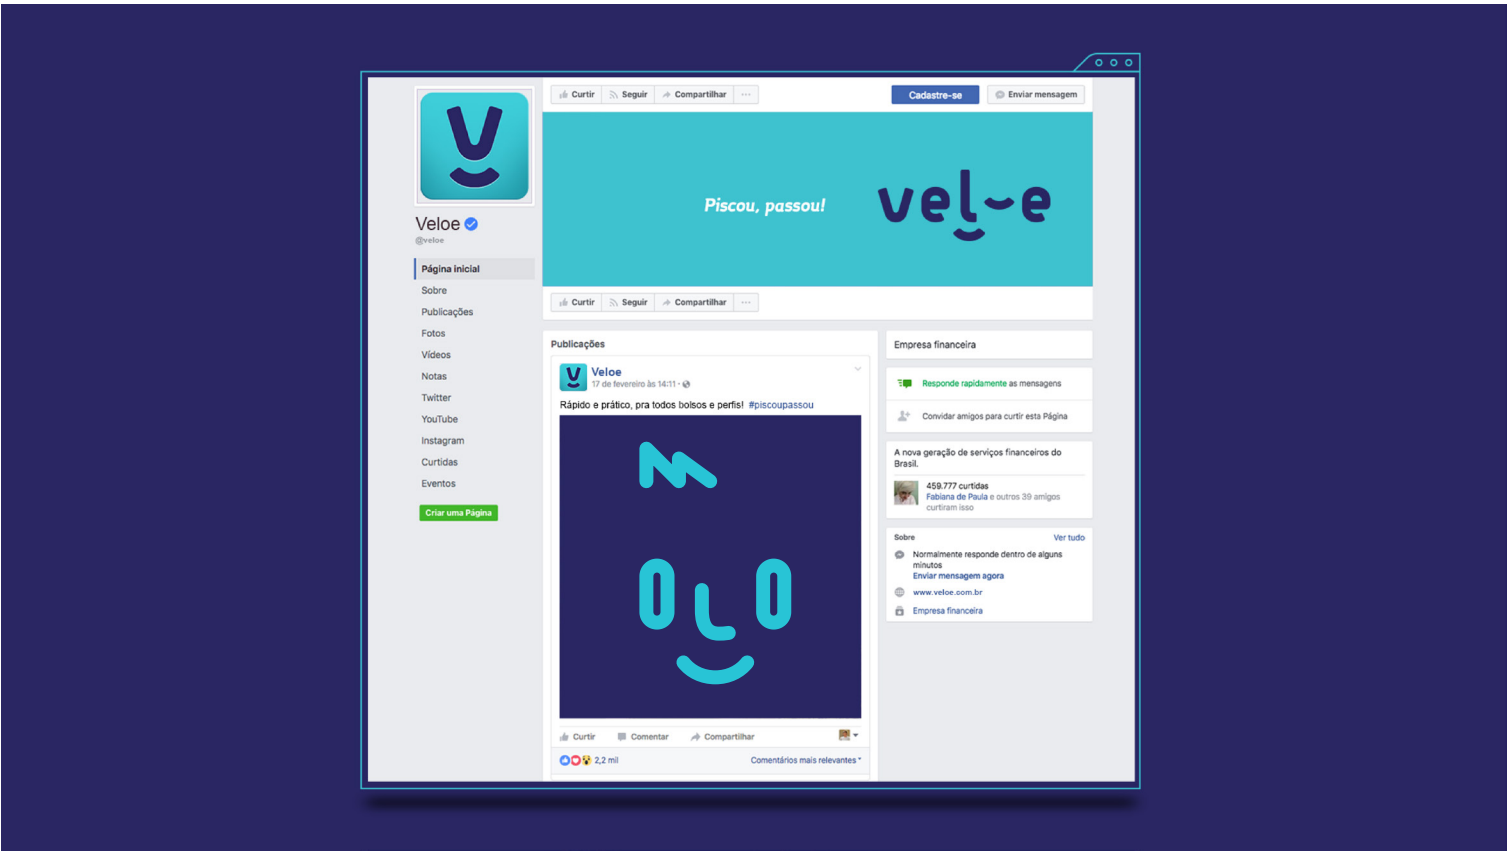 Veloe
@veloe
Página inicial
Sobre
Publicações
Fotos
Vídeos
Notas
Twitter
YouTube
Instagram
Curtidas
Eventos
Criar uma Página
Curtir Seguir Compartilhar ...
Cadastre-se Enviar mensagem
Piscou, passou!
veloe
Curtir Seguir Compartilhar ...
Publicações
Veloe
17 de fevereiro às 14:11 ·
Rápido e prático, pra todos bolsos e perfis! #piscoupassou
Curtir Comentar Compartilhar
2,2 mil Comentários mais relevantes
Empresa financeira
Responde rapidamente as mensagens
Convidar amigos para curtir esta Página
A nova geração de serviços financeiros do
Brasil.
459.777 curtidas
Fabiana de Paula e outros 39 amigos
curtiram isso
Sobre Ver tudo
Normalmente responde dentro de alguns
minutos
Enviar mensagem agora
www.veloe.com.br
Empresa financeira